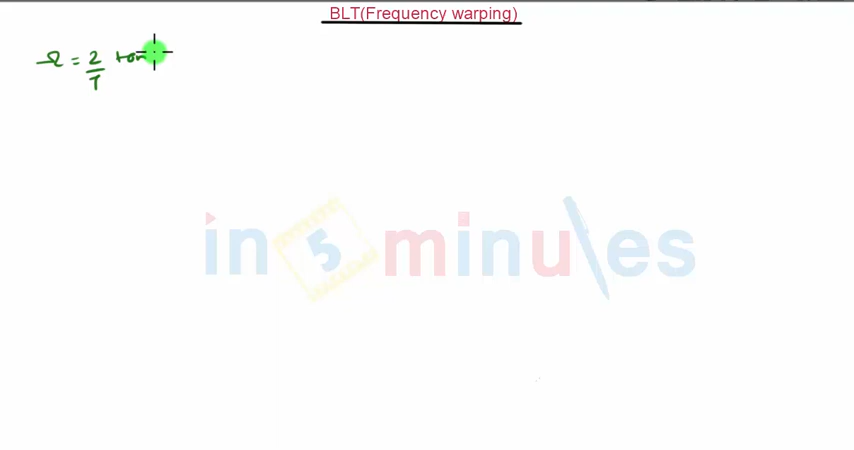 BLT(Frequency warping)
Ω = 2/T tan
in 5 minutes